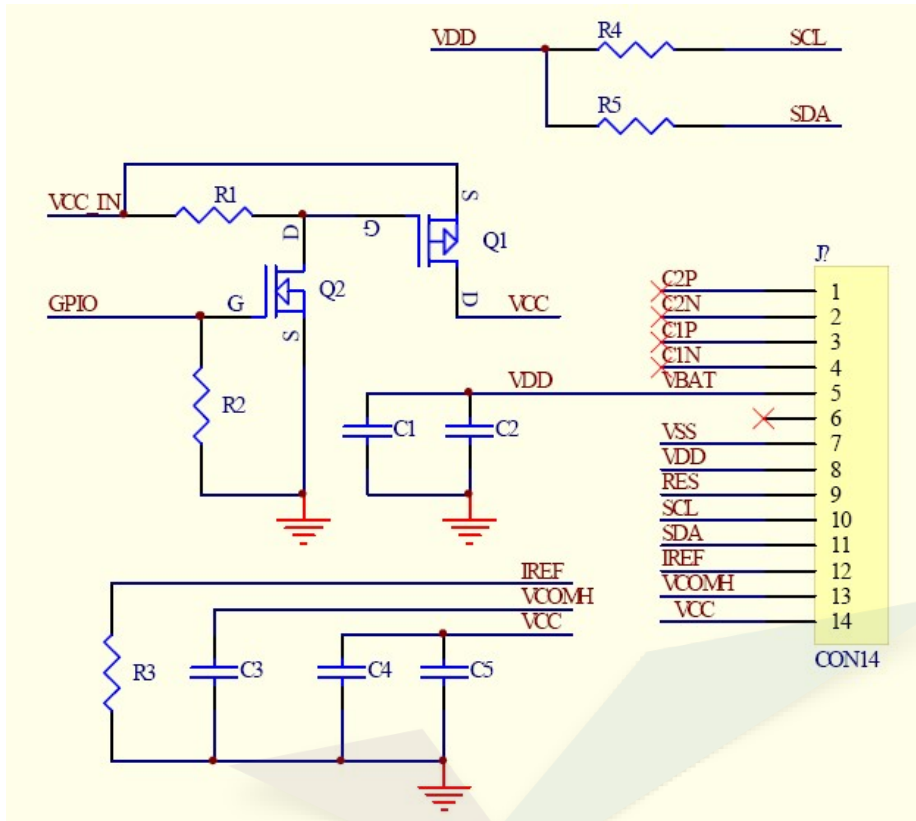 VDD
R4
SCL
R5
SDA
VCC_IN
R1
D
G
S
Q1
D
VCC
GPIO
G
Q2
S
R2
VDD
C1
C2
J?
C2P
1
C2N
2
C1P
3
C1N
4
VBAT
5
6
VSS
7
VDD
8
RES
9
SCL
10
SDA
11
IREF
12
VCOMH
13
VCC
14
CON14
IREF
VCOMH
VCC
R3
C3
C4
C5